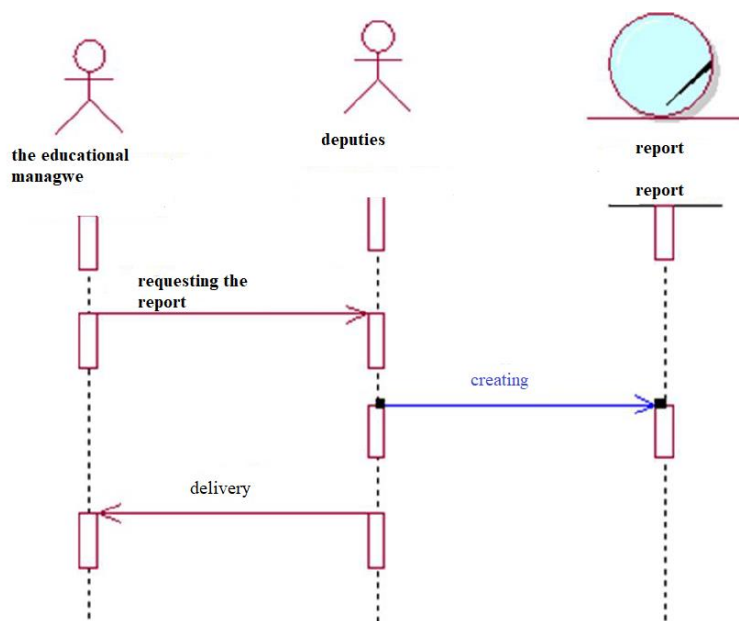 the educational
managwe
deputies
report
report
requesting the
report
creating
delivery